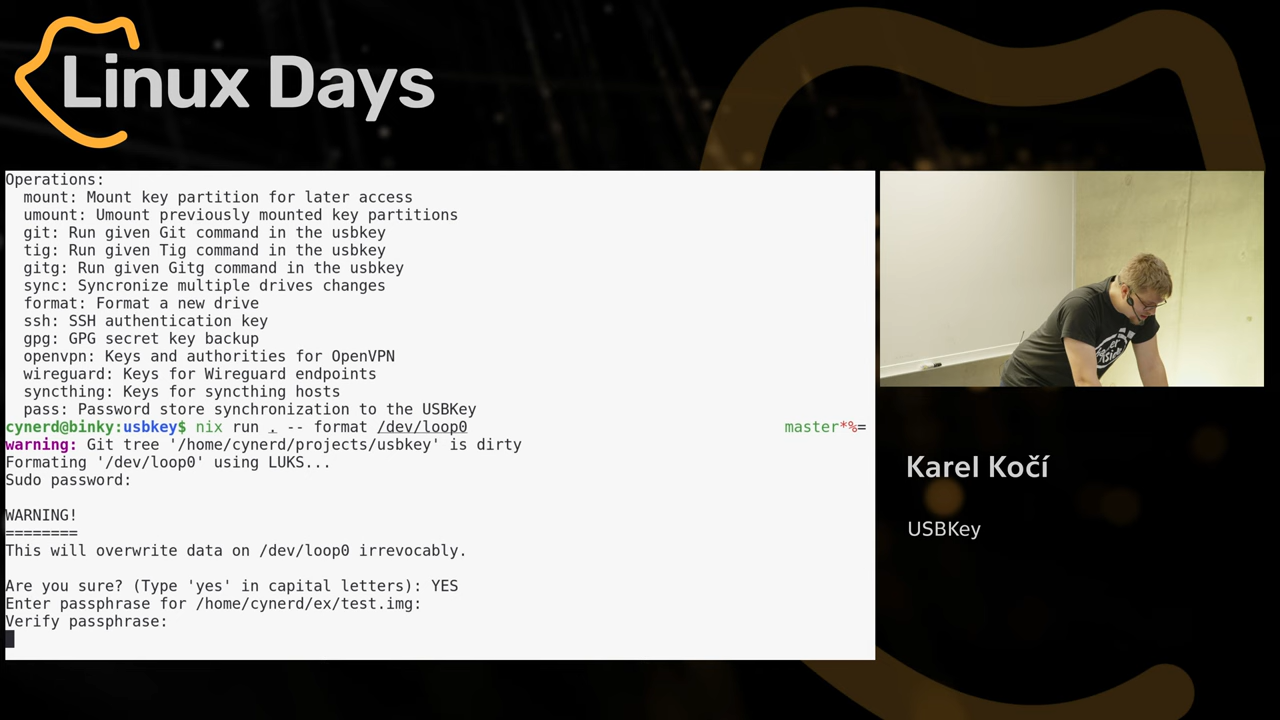 Linux Days
Operations:
mount: Mount key partition for later access
umount: Umount previously mounted key partitions
git: Run given Git command in the usbkey
tig: Run given Tig command in the usbkey
gitg: Run given Gitg command in the usbkey
sync: Syncronize multiple drives changes
format: Format a new drive
ssh: SSH authentication key
gpg: GPG secret key backup
openvpn: Keys and authorities for OpenVPN
wireguard: Keys for Wireguard endpoints
syncthing: Keys for syncthing hosts
pass: Password store synchronization to the USBKey
cynerd@binky:usbkey$ nix run . -- format /dev/loop0 master*%=
warning: Git tree '/home/cynerd/projects/usbkey' is dirty
Formating '/dev/loop0' using LUKS...
Sudo password:
WARNING!
========
This will overwrite data on /dev/loop0 irrevocably.
Are you sure? (Type 'yes' in capital letters): YES
Enter passphrase for /home/cynerd/ex/test.img:
Verify passphrase:
Karel Kočí
USBKey